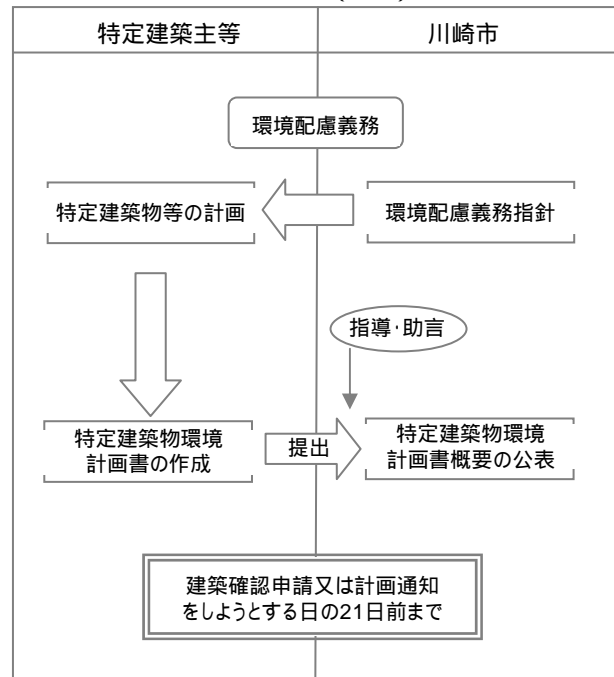 特定建築主等
川崎市
環境配慮義務
特定建築物等の計画
環境配慮義務指針
指導・助言
特定建築物環境
計画書の作成
提出
特定建築物環境
計画書概要の公表
建築確認申請又は計画通知
をしようとする日の21日前まで